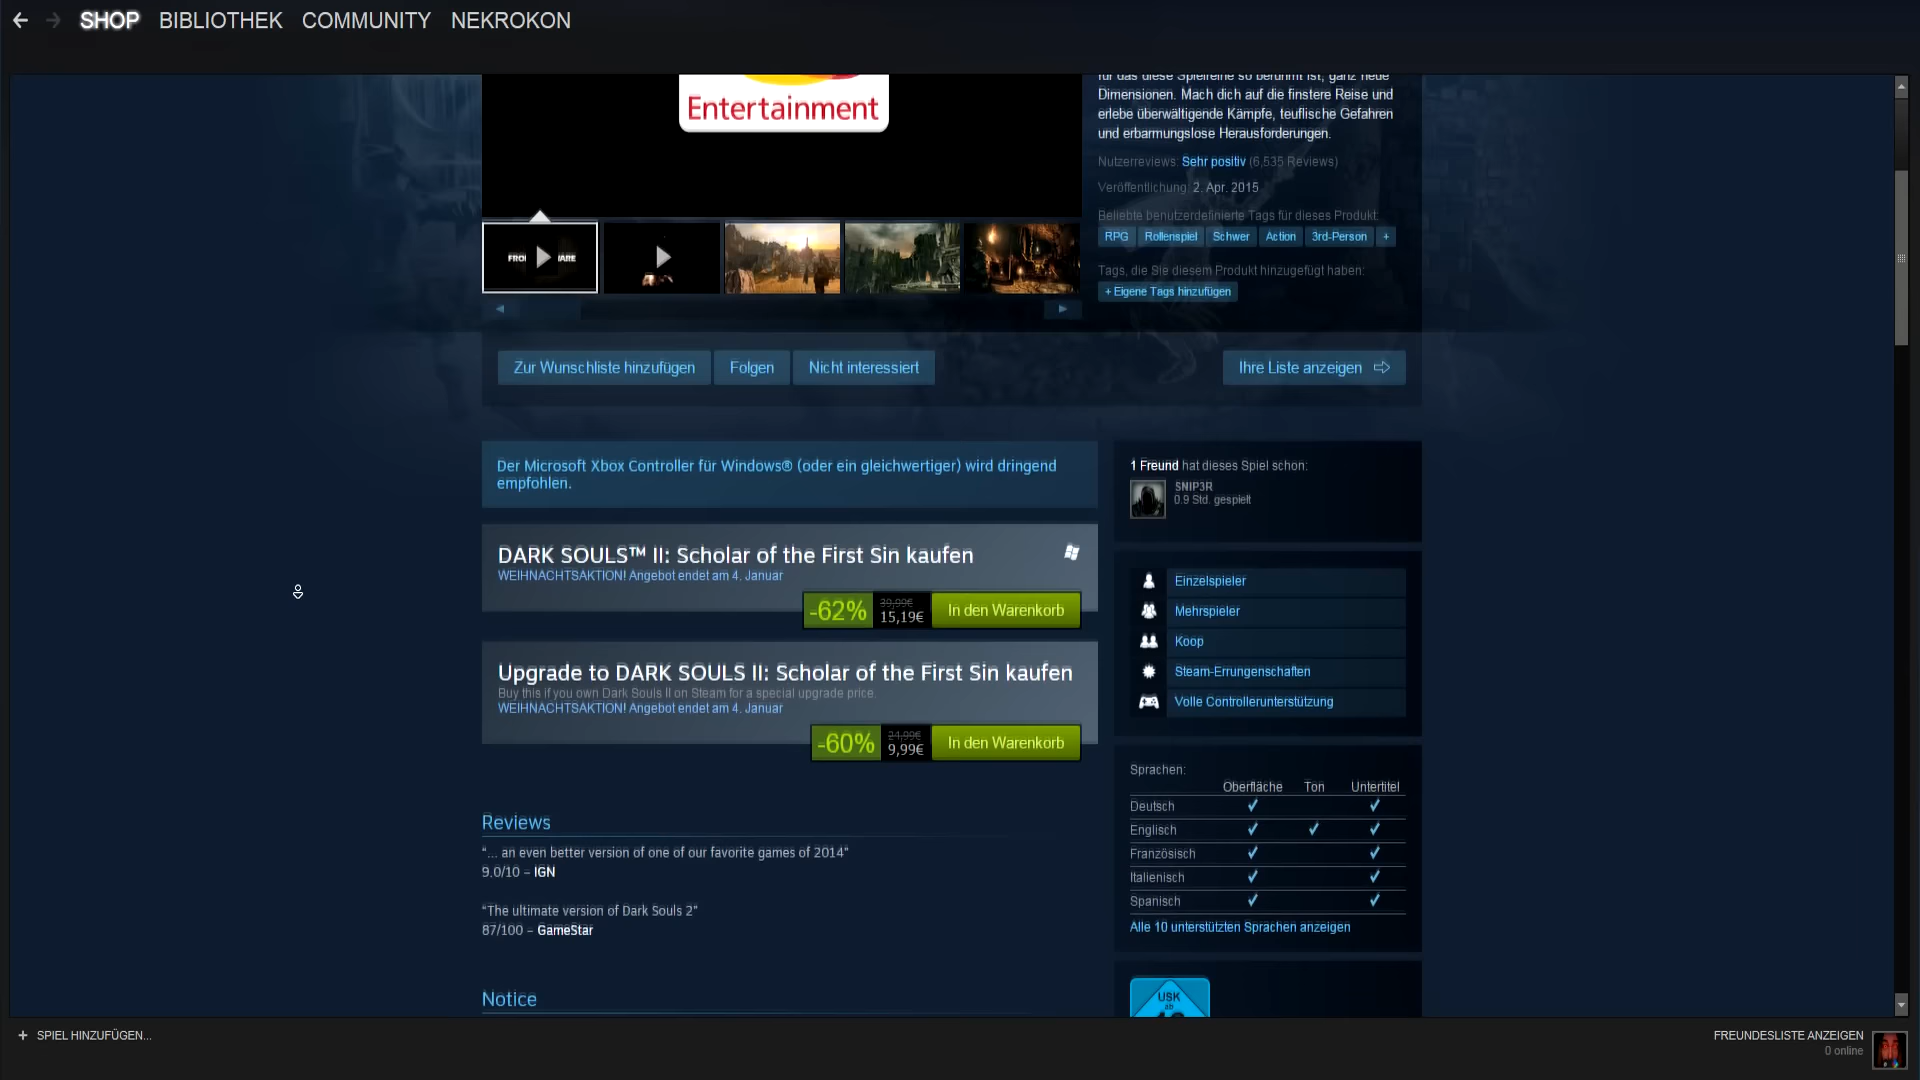 SHOP BIBLIOTHEK COMMUNITY NEKROKON
Entertainment
für das diese Spielreihe so berühmt ist, ganz neue
Dimensionen. Mach dich auf die finstere Reise und
erlebe überwältigende Kämpfe, teuflische Gefahren
und erbarmungslose Herausforderungen.
Nutzerreviews: Sehr positiv (6,535 Reviews)
Veröffentlichung: 2. Apr. 2015
Beliebte benutzerdefinierte Tags für dieses Produkt:
RPG Rollenspiel Schwer Action 3rd-Person +
Tags, die Sie diesem Produkt hinzugefügt haben:
+ Eigene Tags hinzufügen
Zur Wunschliste hinzufügen Folgen Nicht interessiert Ihre Liste anzeigen
Der Microsoft Xbox Controller für Windows® (oder ein gleichwertiger) wird dringend
empfohlen.
DARK SOULS™ II: Scholar of the First Sin kaufen
WEIHNACHTSAKTION! Angebot endet am 4. Januar
-62% 39,99€ 15,19€ In den Warenkorb
Upgrade to DARK SOULS II: Scholar of the First Sin kaufen
Buy this if you own Dark Souls II on Steam for a special upgrade price.
WEIHNACHTSAKTION! Angebot endet am 4. Januar
-60% 24,99€ 9,99€ In den Warenkorb
Reviews
“... an even better version of one of our favorite games of 2014”
9.0/10 – IGN
“The ultimate version of Dark Souls 2”
87/100 – GameStar
Notice
1 Freund hat dieses Spiel schon:
SNIP3R
0.9 Std. gespielt
Einzelspieler
Mehrspieler
Koop
Steam-Errungenschaften
Volle Controllerunterstützung
Sprachen:
Oberfläche Ton Untertitel
Deutsch
Englisch
Französisch
Italienisch
Spanisch
Alle 10 unterstützten Sprachen anzeigen
USK
ab
+ SPIEL HINZUFÜGEN...
FREUNDESLISTE ANZEIGEN
0 online